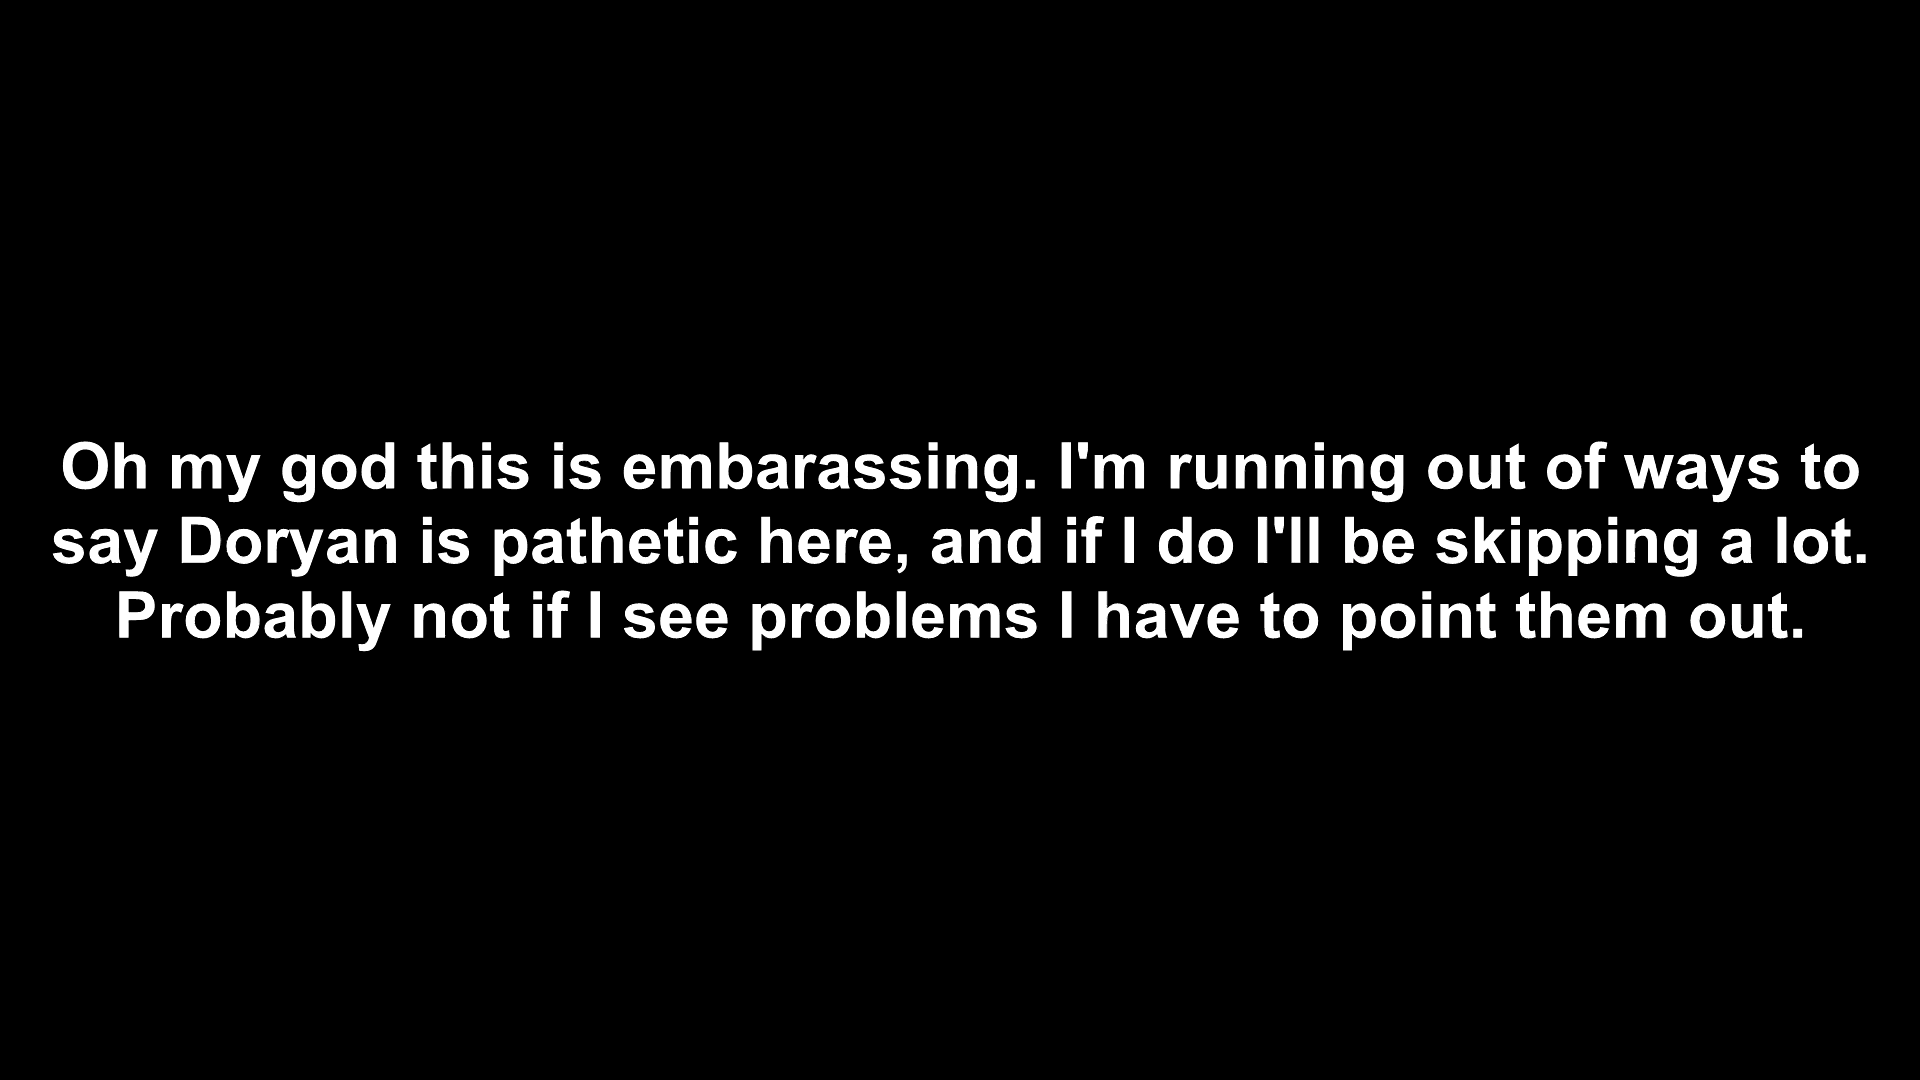 Oh my god this is embarassing. I'm running out of ways to
say Doryan is pathetic here, and if I do I'll be skipping a lot.
Probably not if I see problems I have to point them out.